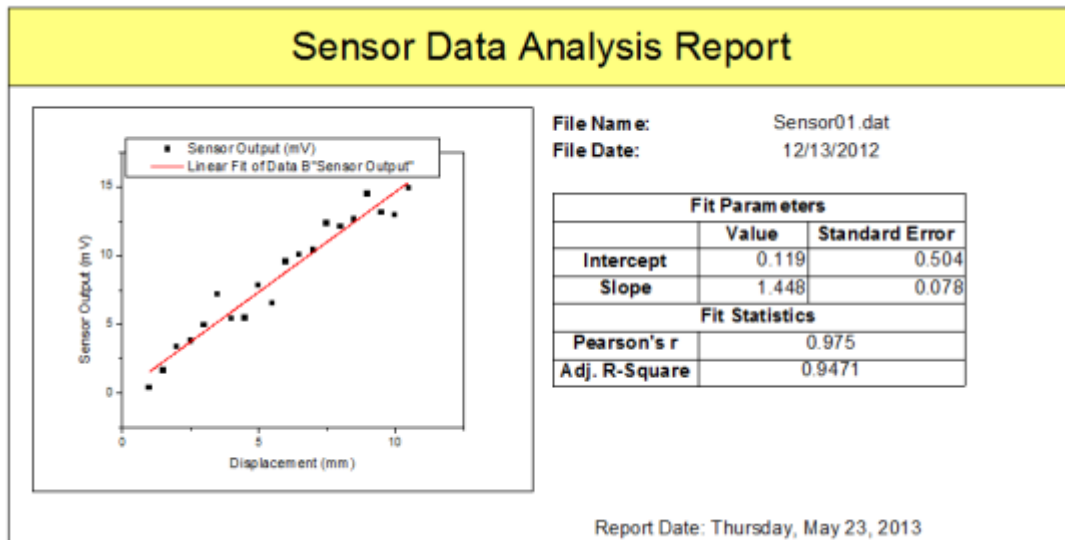 Sensor Data Analysis Report
Sensor Output (mV)
Linear Fit of Data B"Sensor Output"
15
10
5
0
Sensor Output (mV)
0 5 10
Displacement (mm)
File Name: Sensor01.dat
File Date: 12/13/2012
Fit Parameters
Value Standard Error
Intercept 0.119 0.504
Slope 1.448 0.078
Fit Statistics
Pearson's r 0.975
Adj. R-Square 0.9471
Report Date: Thursday, May 23, 2013